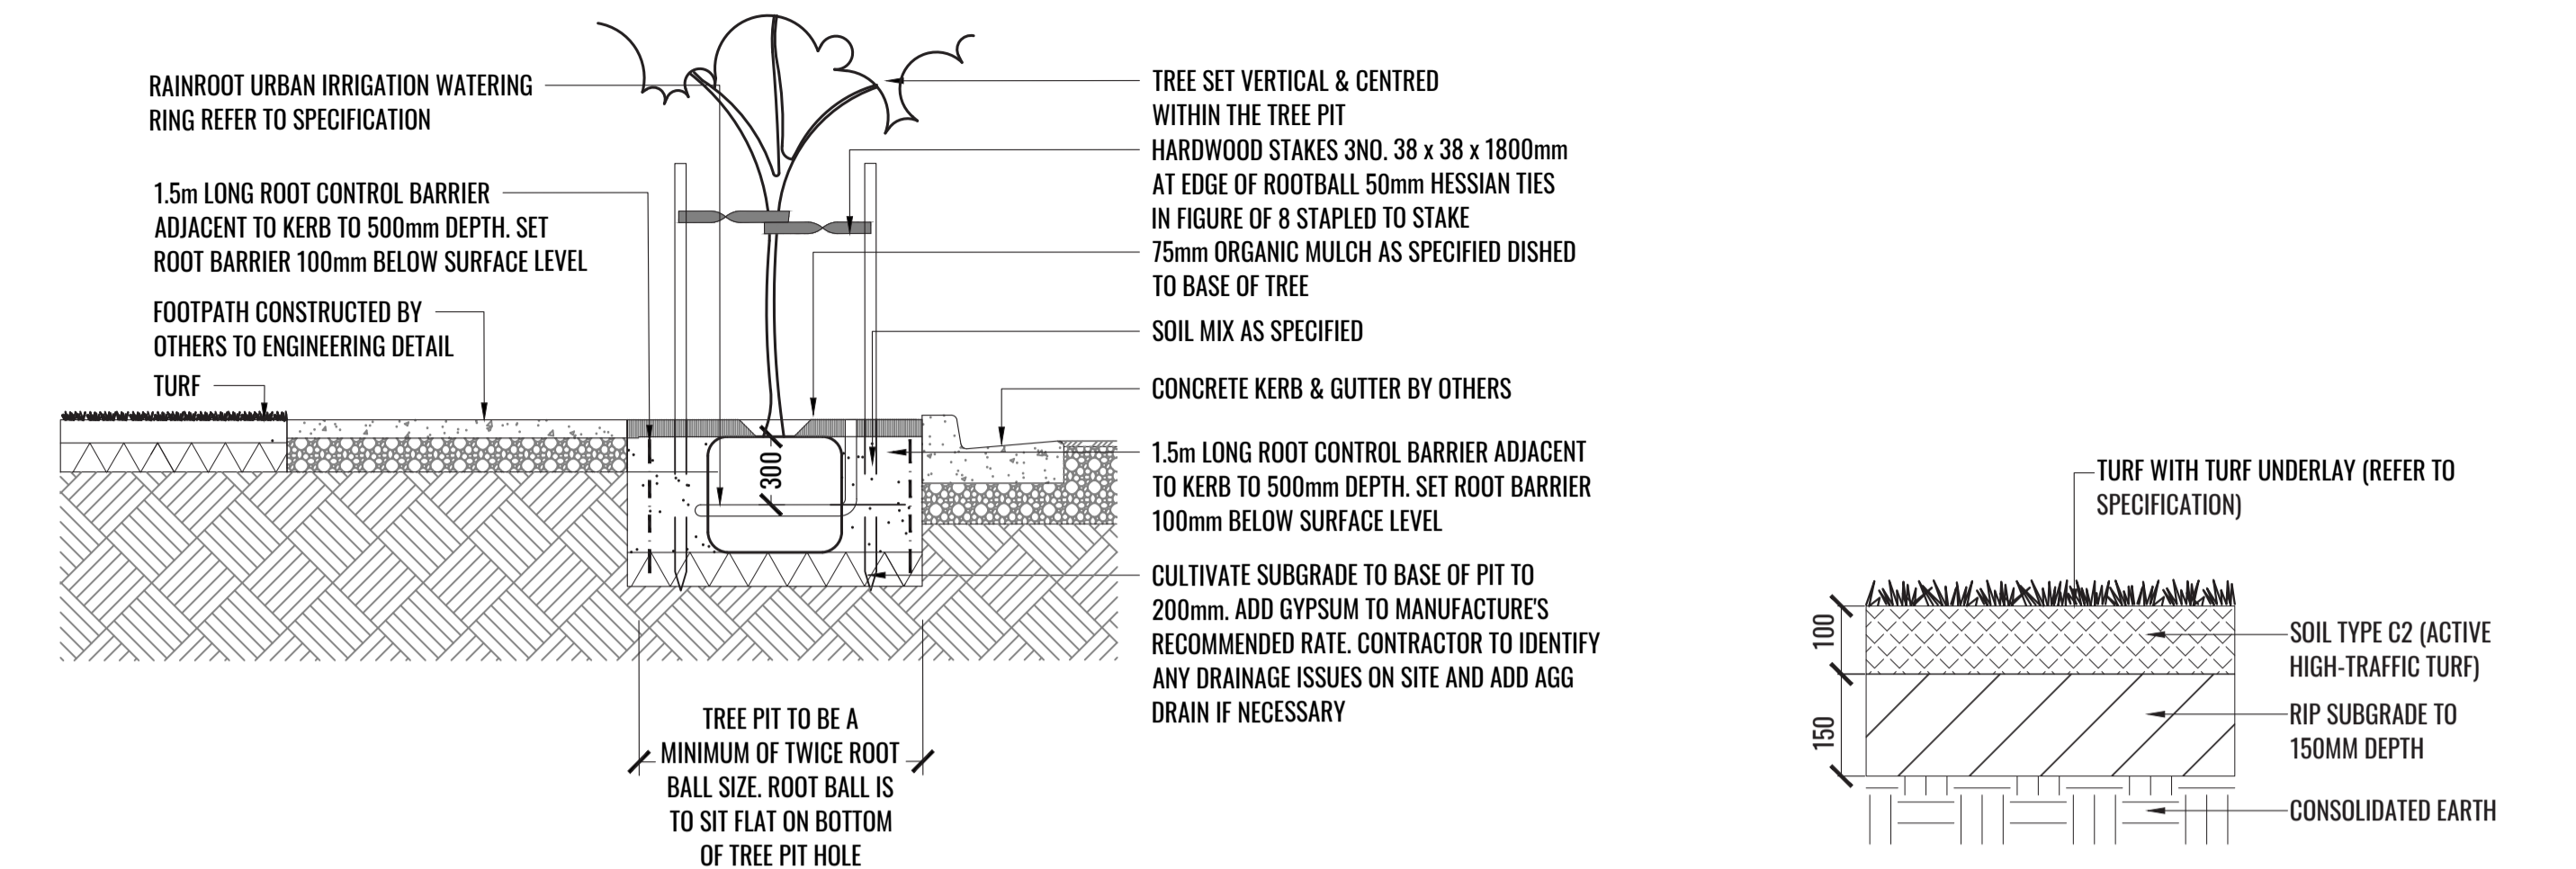 RAINROOT URBAN IRRIGATION WATERING
RING REFER TO SPECIFICATION
1.5m LONG ROOT CONTROL BARRIER
ADJACENT TO KERB TO 500mm DEPTH. SET
ROOT BARRIER 100mm BELOW SURFACE LEVEL
FOOTPATH CONSTRUCTED BY
OTHERS TO ENGINEERING DETAIL
TURF
300
TREE PIT TO BE A
MINIMUM OF TWICE ROOT
BALL SIZE. ROOT BALL IS
TO SIT FLAT ON BOTTOM
OF TREE PIT HOLE
TREE SET VERTICAL & CENTRED
WITHIN THE TREE PIT
HARDWOOD STAKES 3NO. 38 x 38 x 1800mm
AT EDGE OF ROOTBALL 50mm HESSIAN TIES
IN FIGURE OF 8 STAPLED TO STAKE
75mm ORGANIC MULCH AS SPECIFIED DISHED
TO BASE OF TREE
SOIL MIX AS SPECIFIED
CONCRETE KERB & GUTTER BY OTHERS
1.5m LONG ROOT CONTROL BARRIER ADJACENT
TO KERB TO 500mm DEPTH. SET ROOT BARRIER
100mm BELOW SURFACE LEVEL
CULTIVATE SUBGRADE TO BASE OF PIT TO
200mm. ADD GYPSUM TO MANUFACTURE'S
RECOMMENDED RATE. CONTRACTOR TO IDENTIFY
ANY DRAINAGE ISSUES ON SITE AND ADD AGG
DRAIN IF NECESSARY
TURF WITH TURF UNDERLAY (REFER TO
SPECIFICATION)
100
150
SOIL TYPE C2 (ACTIVE
HIGH-TRAFFIC TURF)
RIP SUBGRADE TO
150MM DEPTH
CONSOLIDATED EARTH